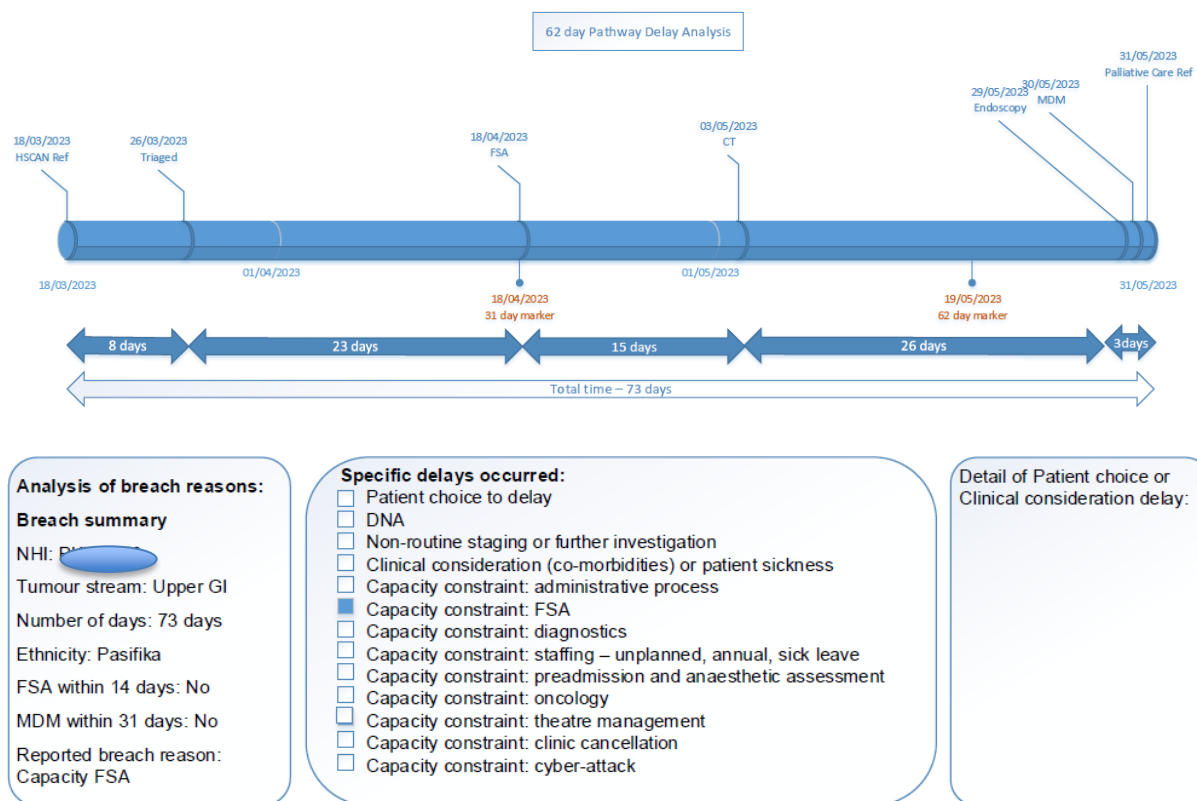 62 day Pathway Delay Analysis
31/05/2023
Palliative Care Ref
30/05/2023
MDM
29/05/2023
Endoscopy
18/03/2023
HSCAN Ref
26/03/2023
Triaged
18/04/2023
FSA
03/05/2023
CT
18/03/2023
01/04/2023
18/04/2023
31 day marker
01/05/2023
19/05/2023
62 day marker
31/05/2023
8 days
23 days
15 days
26 days
3days
Total time – 73 days
Analysis of breach reasons:
Breach summary
NHI:
Tumour stream: Upper GI
Number of days: 73 days
Ethnicity: Pasifika
FSA within 14 days: No
MDM within 31 days: No
Reported breach reason:
Capacity FSA
Specific delays occurred:
Patient choice to delay
DNA
Non-routine staging or further investigation
Clinical consideration (co-morbidities) or patient sickness
Capacity constraint: administrative process
Capacity constraint: FSA
Capacity constraint: diagnostics
Capacity constraint: staffing – unplanned, annual, sick leave
Capacity constraint: preadmission and anaesthetic assessment
Capacity constraint: oncology
Capacity constraint: theatre management
Capacity constraint: clinic cancellation
Capacity constraint: cyber-attack
Detail of Patient choice or
Clinical consideration delay: